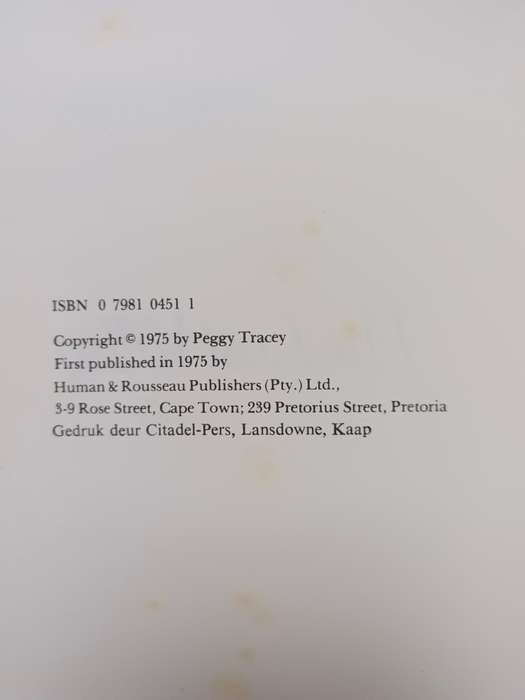 ISBN 0 7981 0451 1
Copyright © 1975 by Peggy Tracey
First published in 1975 by
Human & Rousseau Publishers (Pty.) Ltd.,
3-9 Rose Street, Cape Town; 239 Pretorius Street, Pretoria
Gedruk deur Citadel-Pers, Lansdowne, Kaap